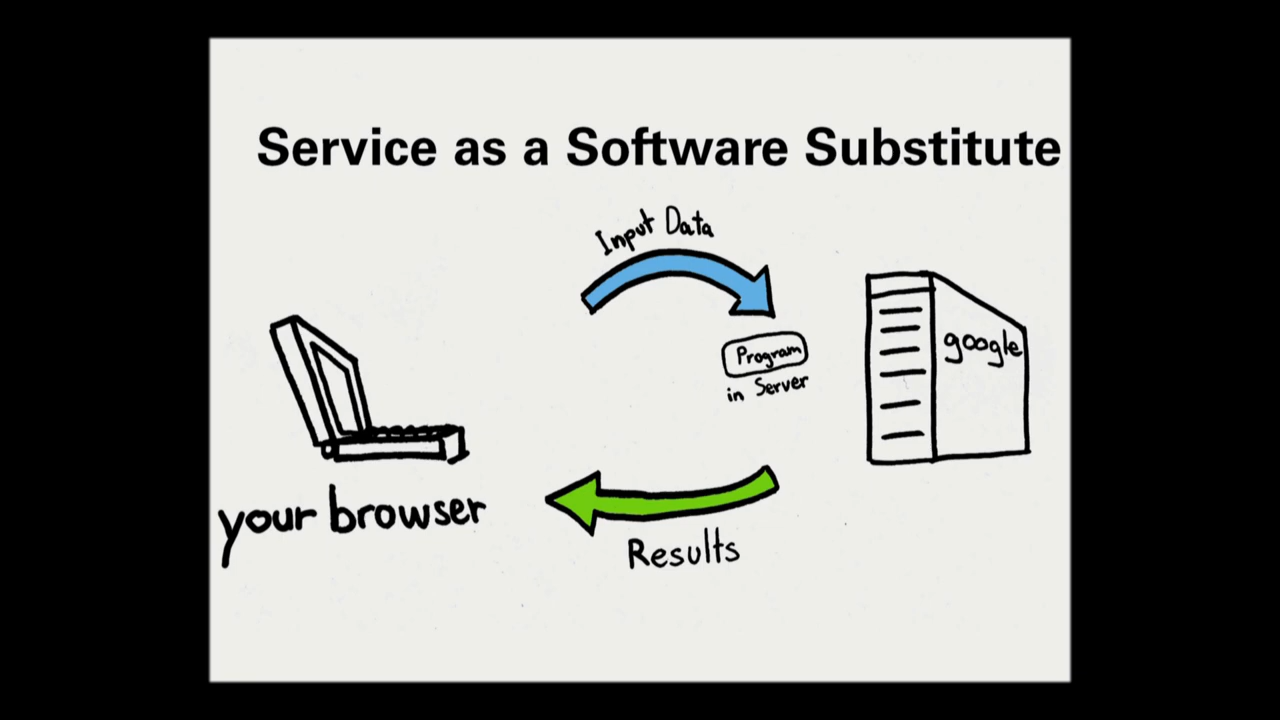 Service as a Software Substitute
Input Data
google
Program
in Server
your browser
Results